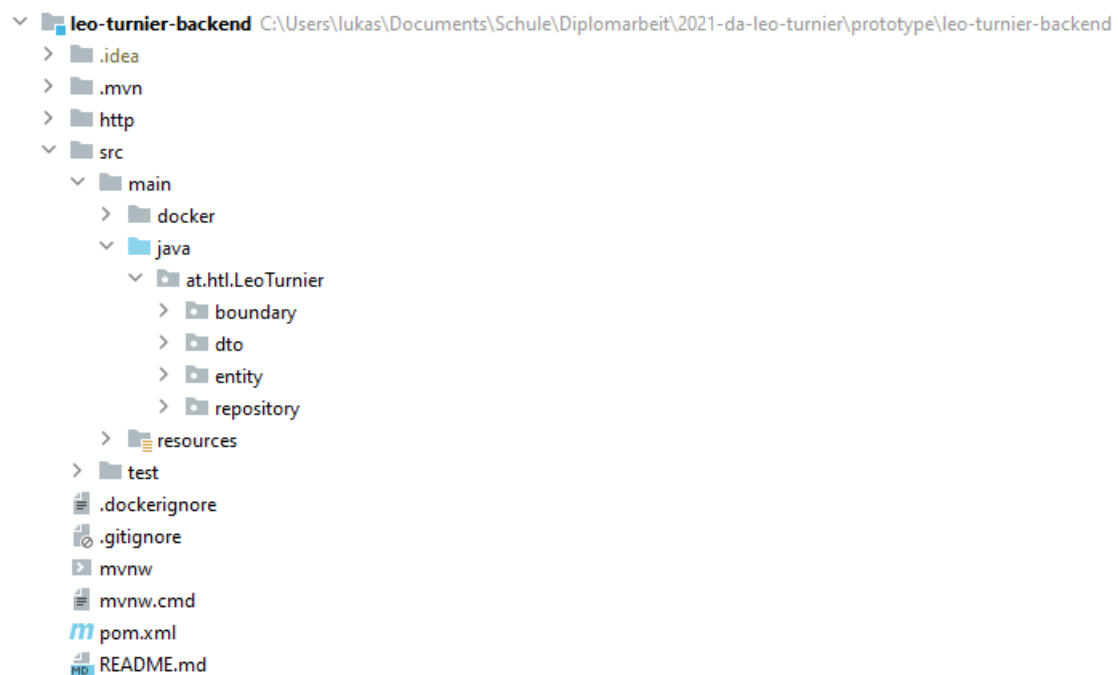 leo-turnier-backend C:\Users\lukas\Documents\Schule\Diplomarbeit\2021-da-leo-turnier\prototype\leo-turnier-backend
.idea
.mvn
http
src
main
docker
java
at.htl.LeoTurnier
boundary
dto
entity
repository
resources
test
.dockerignore
.gitignore
mvnw
mvnw.cmd
m pom.xml
MD README.md